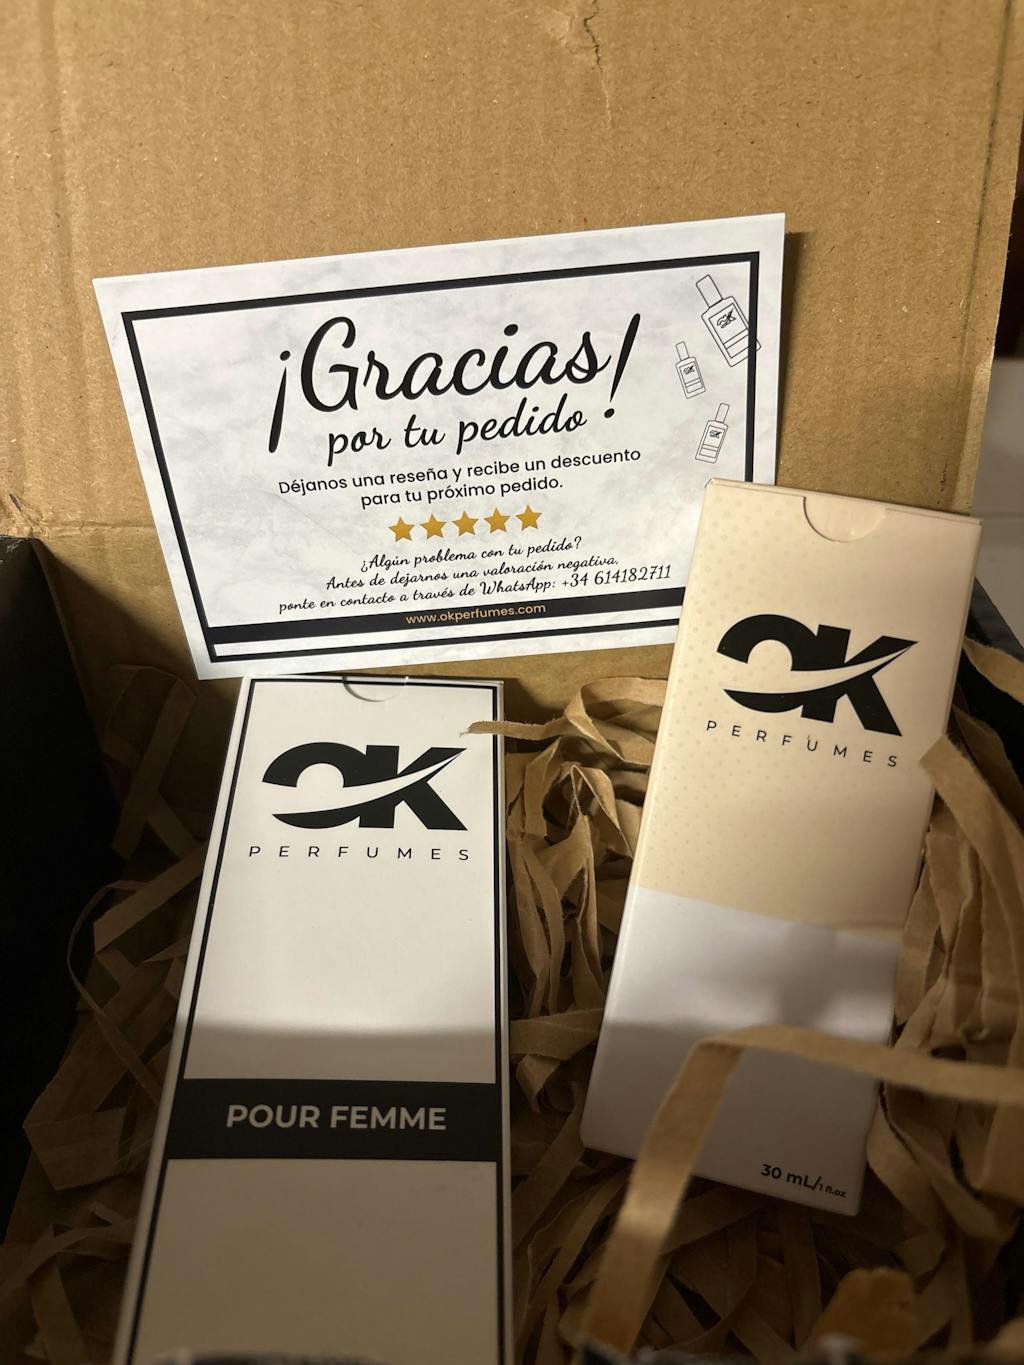 ¡Gracias!
por tu pedido
Déjanos una reseña y recibe un descuento
para tu próximo pedido.
¿Algún problema con tu pedido?
Antes de dejarnos una valoración negativa,
ponte en contacto a través de WhatsApp: +34 614182711
www.okperfumes.com
OK
PERFUMES
POUR FEMME
OK
PERFUMES
30 mL/1 fl.oz